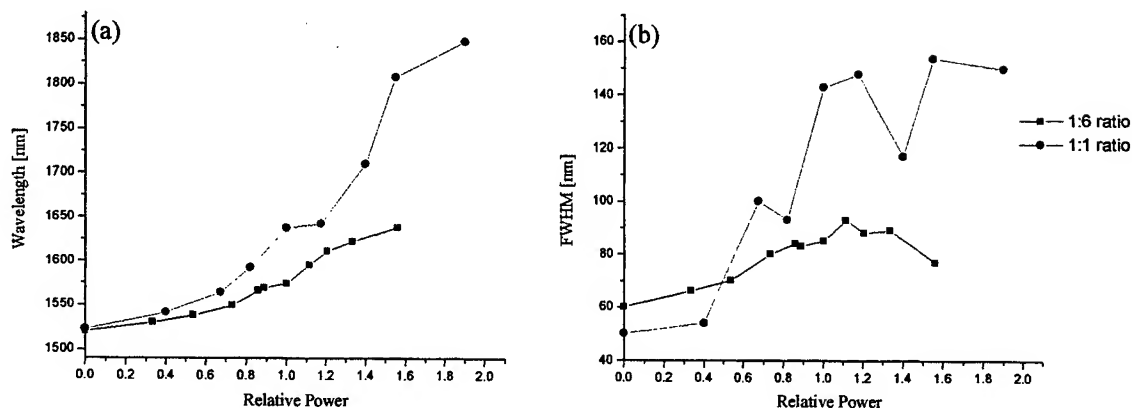 (a)
1850
1800
1750
1700
1650
1600
1550
1500
Wavelength [nm]
0.0 0.2 0.4 0.6 0.8 1.0 1.2 1.4 1.6 1.8 2.0
Relative Power
(b)
160
140
120
100
80
60
40
FWHM [nm]
0.0 0.2 0.4 0.6 0.8 1.0 1.2 1.4 1.6 1.8 2.0
Relative Power
1:6 ratio
1:1 ratio